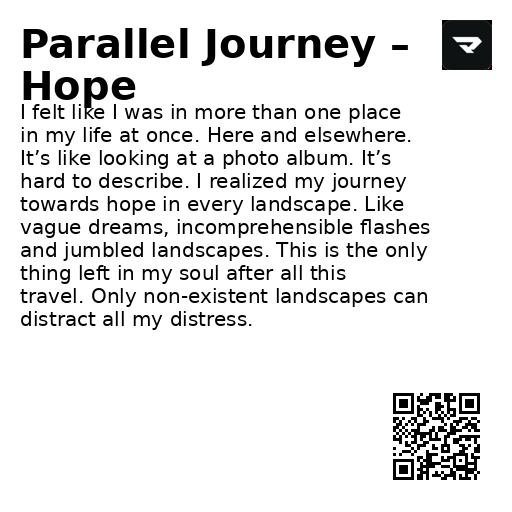 Parallel Journey –
Hope
I felt like I was in more than one place
in my life at once. Here and elsewhere.
It’s like looking at a photo album. It’s
hard to describe. I realized my journey
towards hope in every landscape. Like
vague dreams, incomprehensible flashes
and jumbled landscapes. This is the only
thing left in my soul after all this
travel. Only non-existent landscapes can
distract all my distress.